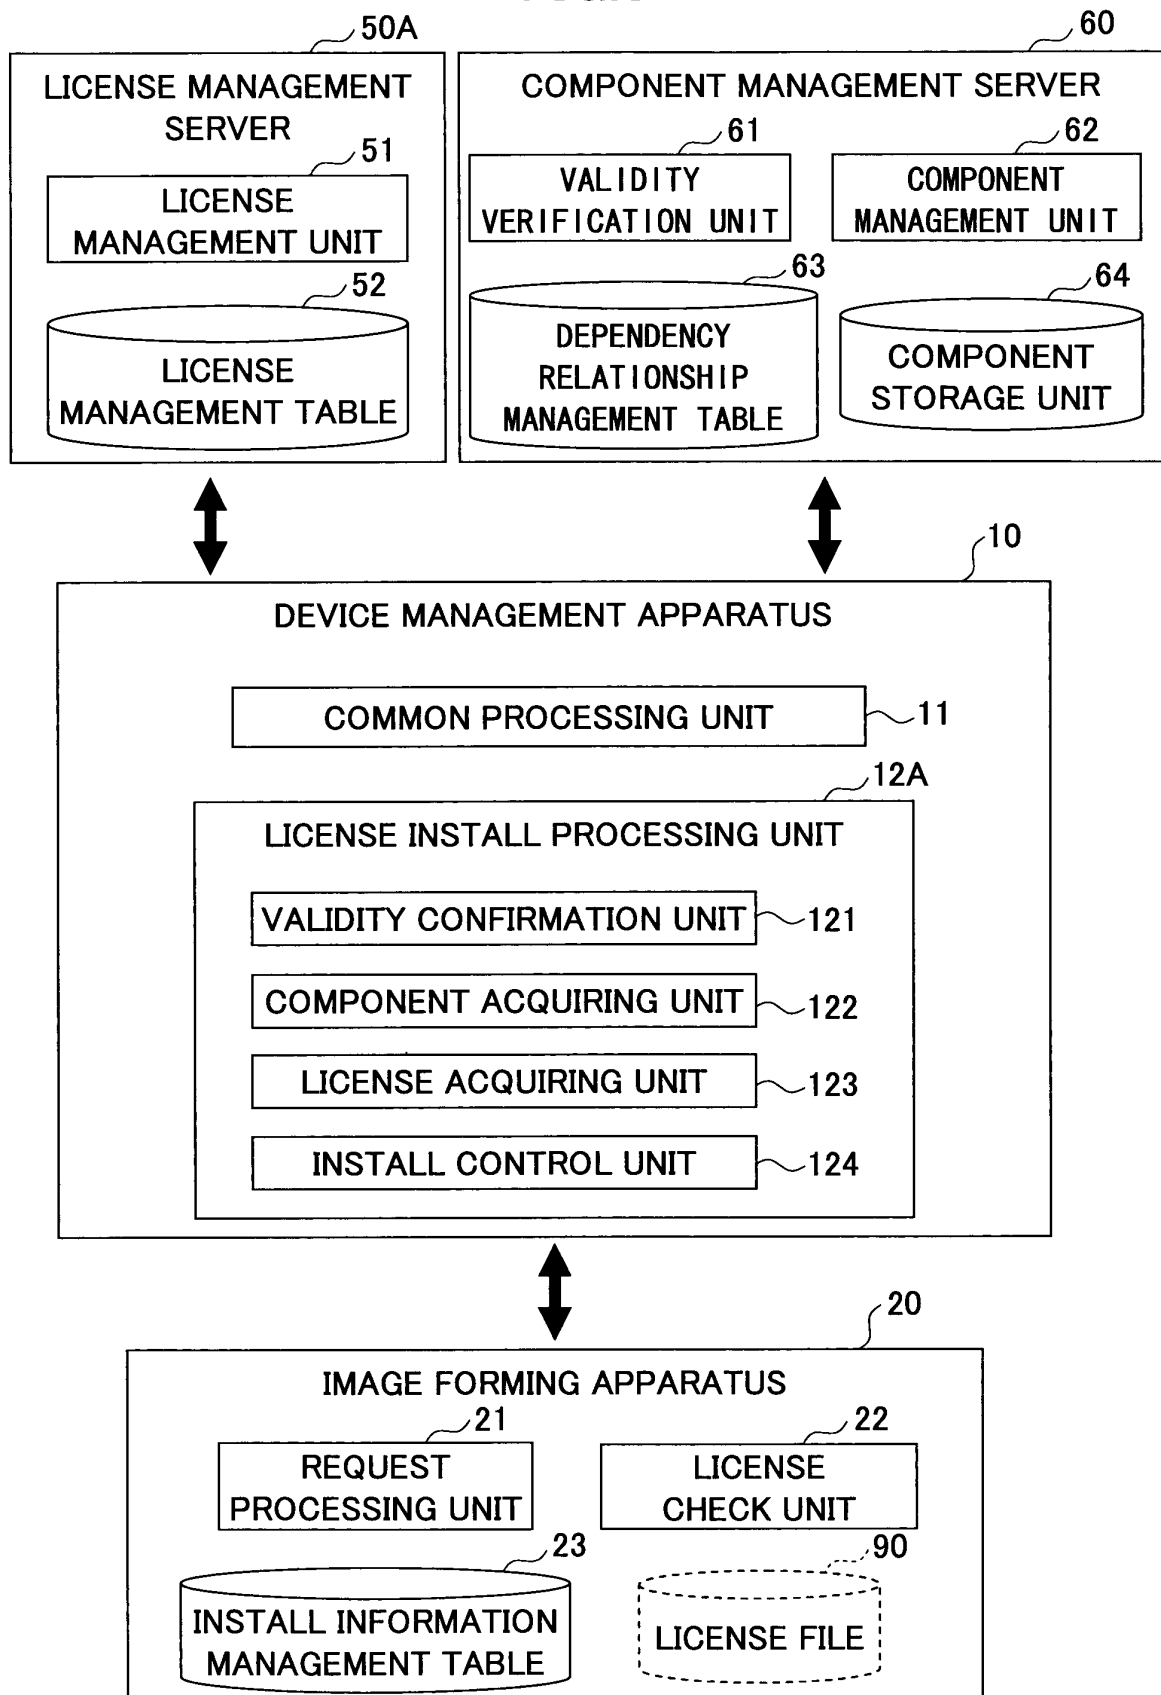 50A
LICENSE MANAGEMENT
SERVER
51
LICENSE
MANAGEMENT UNIT
52
LICENSE
MANAGEMENT TABLE
60
COMPONENT MANAGEMENT SERVER
61
VALIDITY
VERIFICATION UNIT
62
COMPONENT
MANAGEMENT UNIT
63
DEPENDENCY
RELATIONSHIP
MANAGEMENT TABLE
64
COMPONENT
STORAGE UNIT
10
DEVICE MANAGEMENT APPARATUS
COMMON PROCESSING UNIT
11
12A
LICENSE INSTALL PROCESSING UNIT
VALIDITY CONFIRMATION UNIT
121
COMPONENT ACQUIRING UNIT
122
LICENSE ACQUIRING UNIT
123
INSTALL CONTROL UNIT
124
20
IMAGE FORMING APPARATUS
21
REQUEST
PROCESSING UNIT
22
LICENSE
CHECK UNIT
23
INSTALL INFORMATION
MANAGEMENT TABLE
90
LICENSE FILE